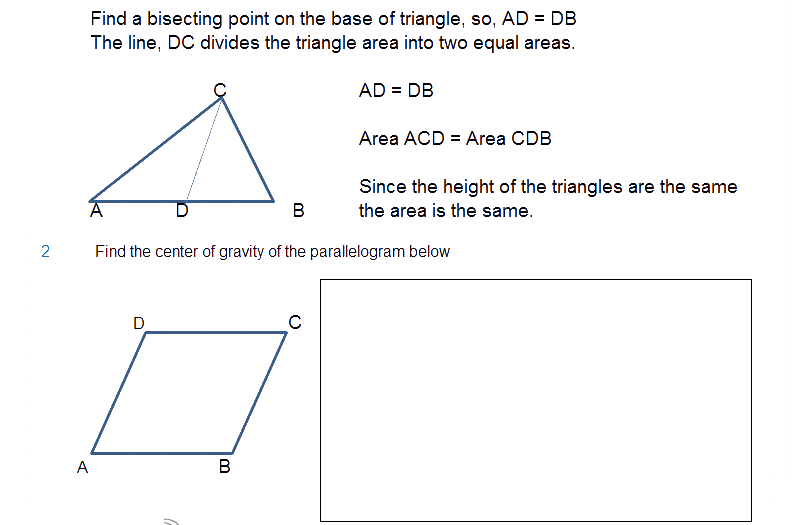 Find a bisecting point on the base of triangle, so, AD = DB
The line, DC divides the triangle area into two equal areas.
C
AD = DB
Area ACD = Area CDB
Since the height of the triangles are the same
A D B
the area is the same.
2 Find the center of gravity of the parallelogram below
D C
A B